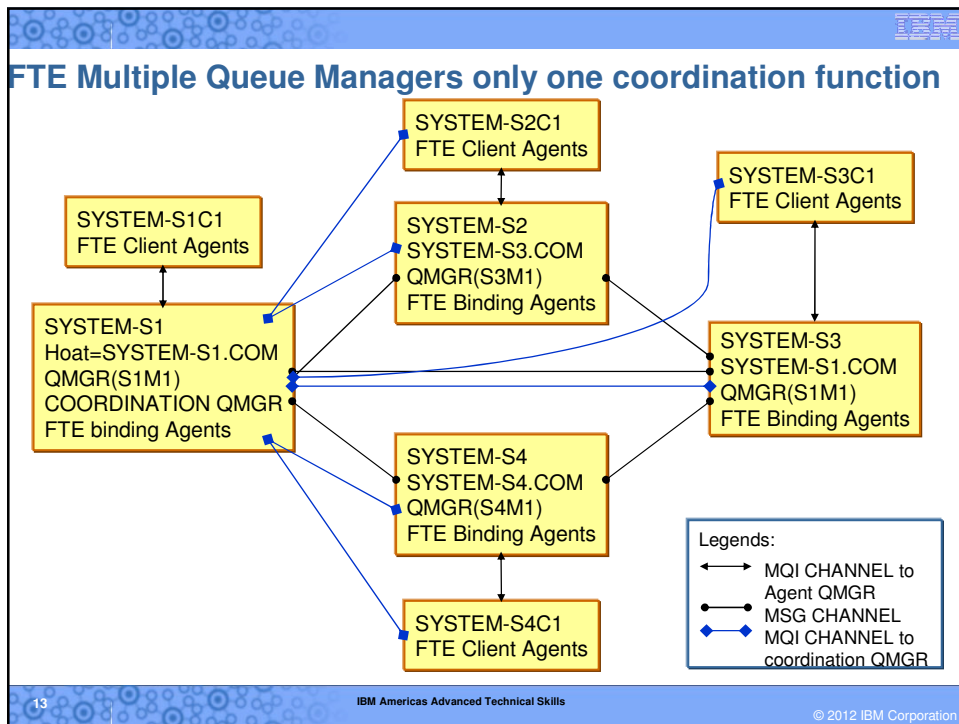 IBM
FTE Multiple Queue Managers only one coordination function
SYSTEM-S2C1
FTE Client Agents
SYSTEM-S3C1
FTE Client Agents
SYSTEM-S1C1
FTE Client Agents
SYSTEM-S2
SYSTEM-S3.COM
QMGR(S3M1)
FTE Binding Agents
SYSTEM-S1
Hoat=SYSTEM-S1.COM
QMGR(S1M1)
COORDINATION QMGR
FTE binding Agents
SYSTEM-S3
SYSTEM-S1.COM
QMGR(S1M1)
FTE Binding Agents
SYSTEM-S4
SYSTEM-S4.COM
QMGR(S4M1)
FTE Binding Agents
SYSTEM-S4C1
FTE Client Agents
Legends:
MQI CHANNEL to
Agent QMGR
MSG CHANNEL
MQI CHANNEL to
coordination QMGR
13
IBM Americas Advanced Technical Skills
© 2012 IBM Corporation